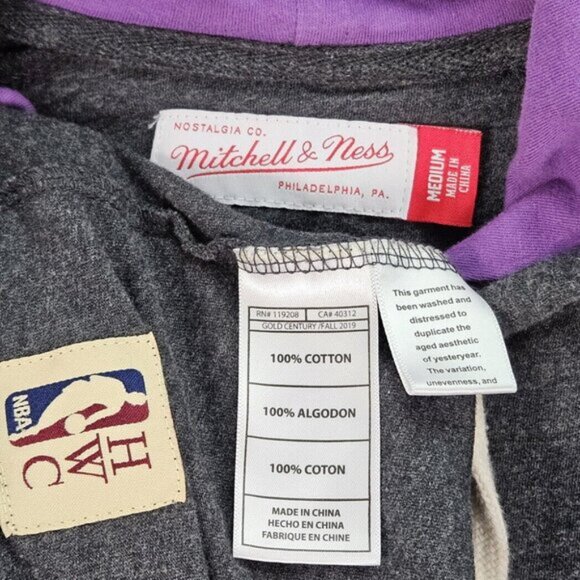 NOSTALGIA CO.
Mitchell & Ness
PHILADELPHIA, PA.
MEDIUM
MADE IN
CHINA
RN# 119208 CA# 40312
GOLD CENTURY /FALL 2019
100% COTTON
100% ALGODON
100% COTON
MADE IN CHINA
HECHO EN CHINA
FABRIQUE EN CHINE
This garment has
been washed and
distressed to
duplicate the
aged aesthetic
of yesteryear.
The variation,
unevenness, and
NBA
H
W
C